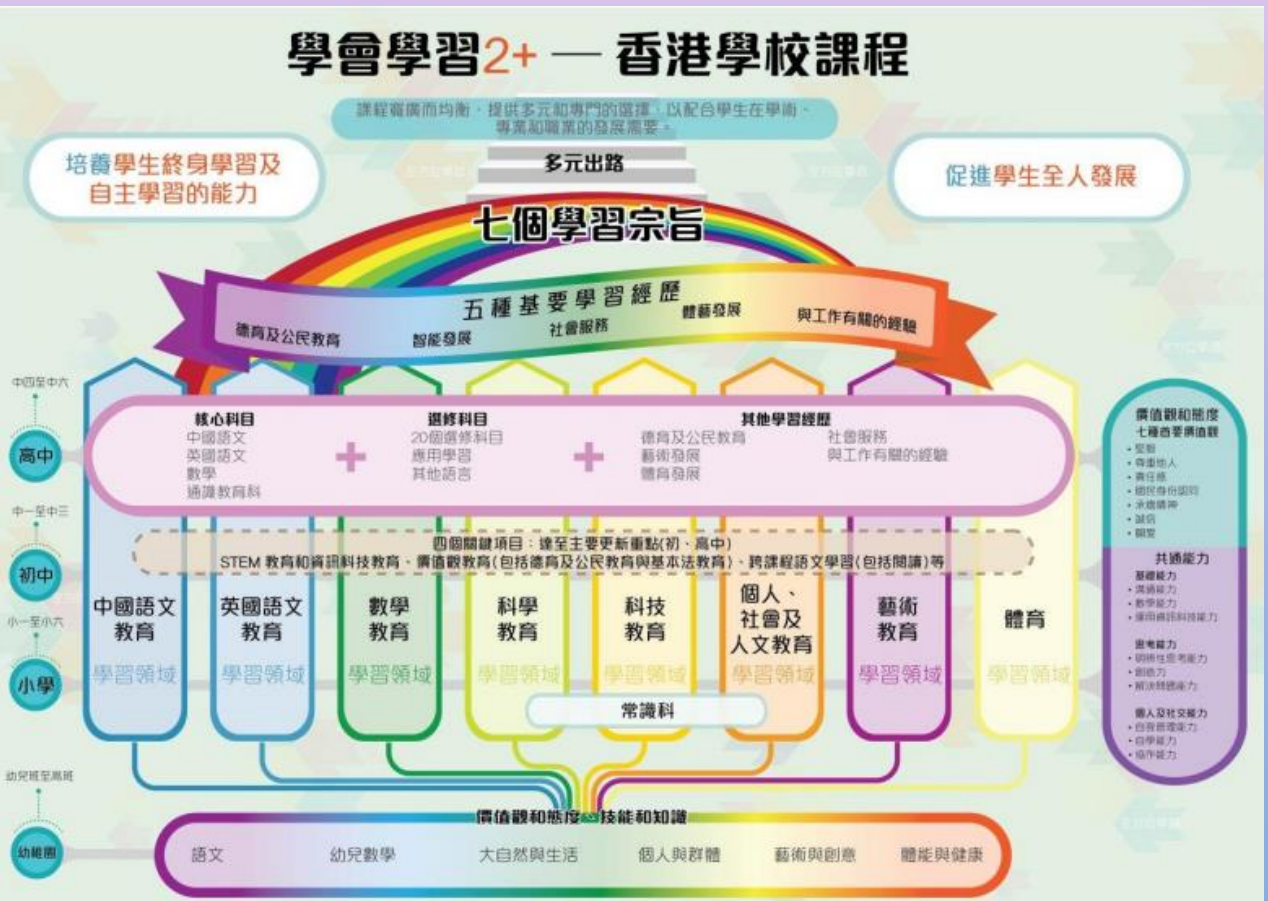 學會學習2+ — 香港學校課程
課程寬廣而均衡，提供多元和專門的選擇，以配合學生在學術、
專業和職業的發展需要。
培養學生終身學習及
自主學習的能力
多元出路
促進學生全人發展
七個學習宗旨
五種基要學習經歷
德育及公民教育
智能發展
社會服務
體藝發展
與工作有關的經驗
中四至中六
高中
核心科目
中國語文
英國語文
數學
通識教育科
+
選修科目
20個選修科目
應用學習
其他語言
+
其他學習經歷
德育及公民教育
藝術發展
體育發展
社會服務
與工作有關的經驗
中一至中三
初中
四個關鍵項目：達至主要更新重點(初、高中)
STEM 教育和資訊科技教育、價值觀教育(包括德育及公民教育與基本法教育)、跨課程語文學習(包括閱讀)等
小一至小六
小學
中國語文
教育
學習領域
英國語文
教育
學習領域
數學
教育
學習領域
科學
教育
學習領域
科技
教育
學習領域
個人、
社會及
人文教育
學習領域
藝術
教育
學習領域
體育
學習領域
常識科
價值觀和態度
七種首要價值觀
• 堅毅
• 尊重他人
• 責任感
• 國民身份認同
• 承擔精神
• 誠信
• 關愛
共通能力
基礎能力
• 溝通能力
• 數學能力
• 運用資訊科技能力
思考能力
• 明辨性思考能力
• 創造力
• 解決問題能力
個人及社交能力
• 自我管理能力
• 自學能力
• 協作能力
幼兒班至高班
幼稚園
價值觀和態度、技能和知識
語文
幼兒數學
大自然與生活
個人與群體
藝術與創意
體能與健康